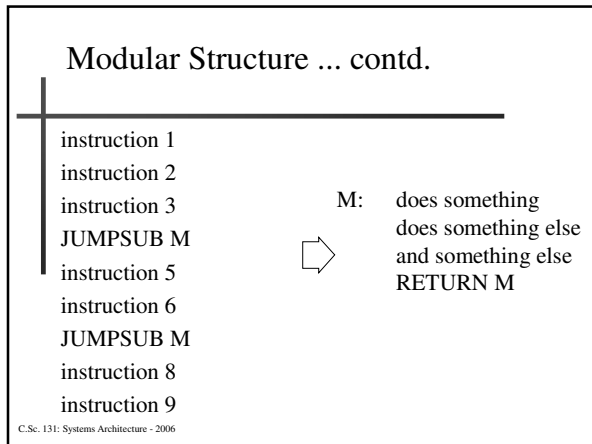 Modular Structure ... contd.
instruction 1
instruction 2
instruction 3
JUMPSUB M
instruction 5
instruction 6
JUMPSUB M
instruction 8
instruction 9
M: does something
does something else
and something else
RETURN M
C.Sc. 131: Systems Architecture - 2006